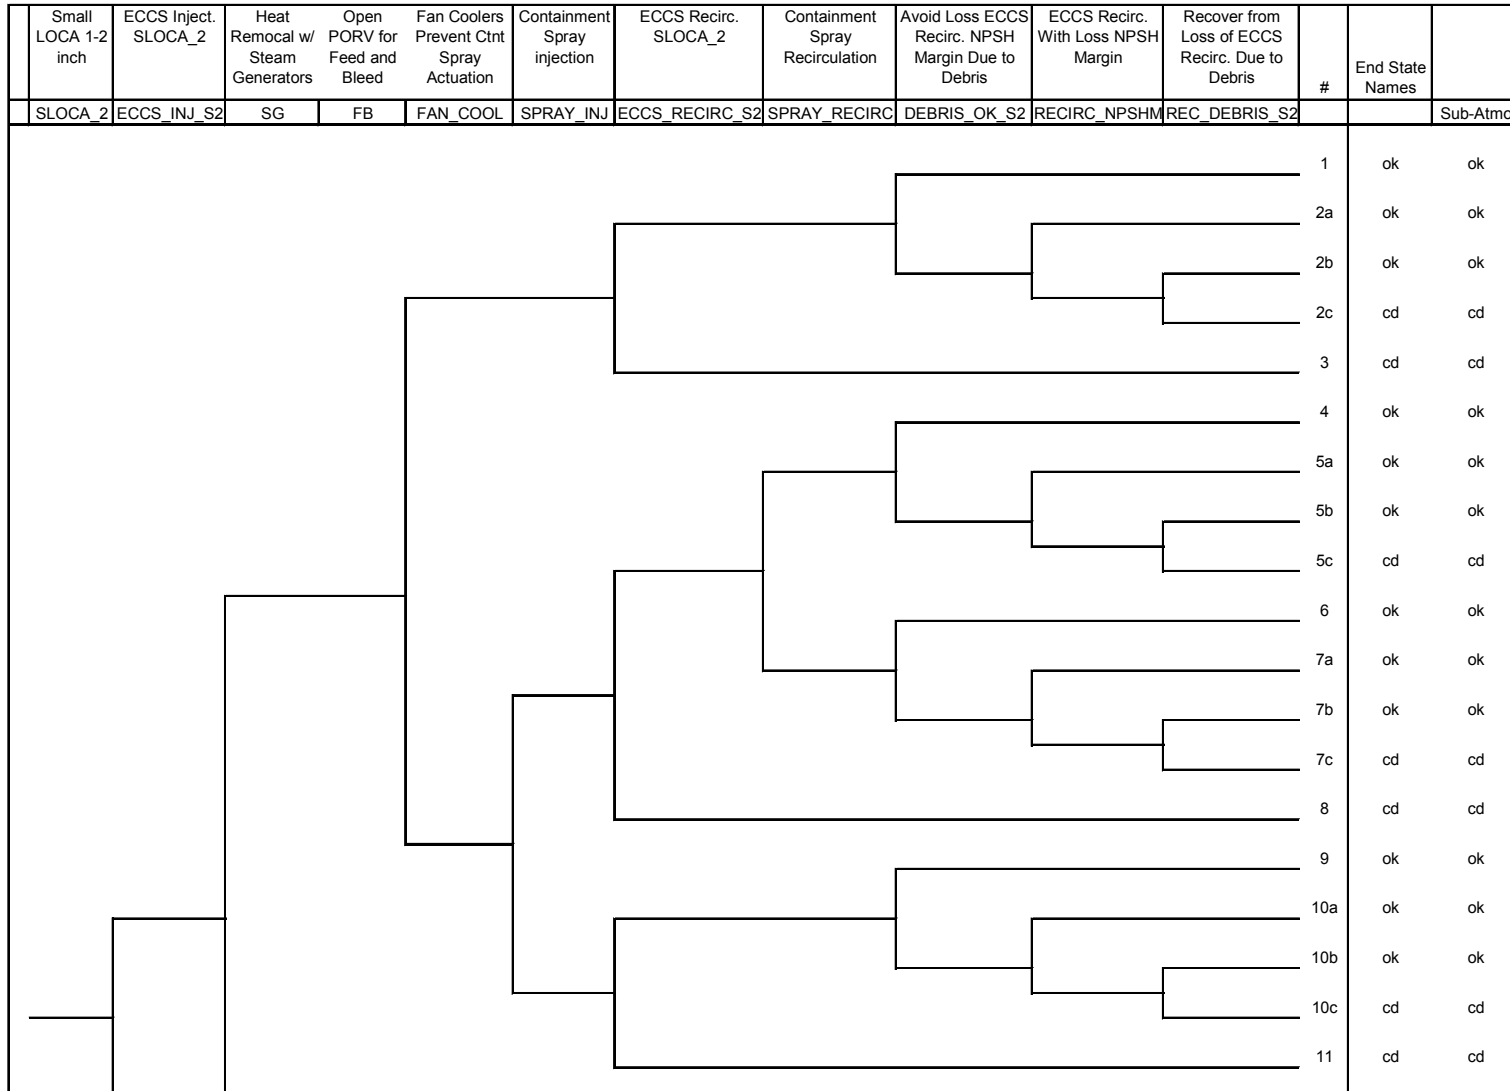 Small LOCA 1-2 inch
ECCS Inject. SLOCA_2
Heat Remocal w/ Steam Generators
Open PORV for Feed and Bleed
Fan Coolers Prevent Ctnt Spray Actuation
Containment Spray injection
ECCS Recirc. SLOCA_2
Containment Spray Recirculation
Avoid Loss ECCS Recirc. NPSH Margin Due to Debris
ECCS Recirc. With Loss NPSH Margin
Recover from Loss of ECCS Recirc. Due to Debris
#
End State Names
SLOCA_2 ECCS_INJ_S2 SG FB FAN_COOL SPRAY_INJ ECCS_RECIRC_S2 SPRAY_RECIRC DEBRIS_OK_S2 RECIRC_NPSHM REC_DEBRIS_S2 Sub-Atmo
1 ok ok
2a ok ok
2b ok ok
2c cd cd
3 cd cd
4 ok ok
5a ok ok
5b ok ok
5c cd cd
6 ok ok
7a ok ok
7b ok ok
7c cd cd
8 cd cd
9 ok ok
10a ok ok
10b ok ok
10c cd cd
11 cd cd